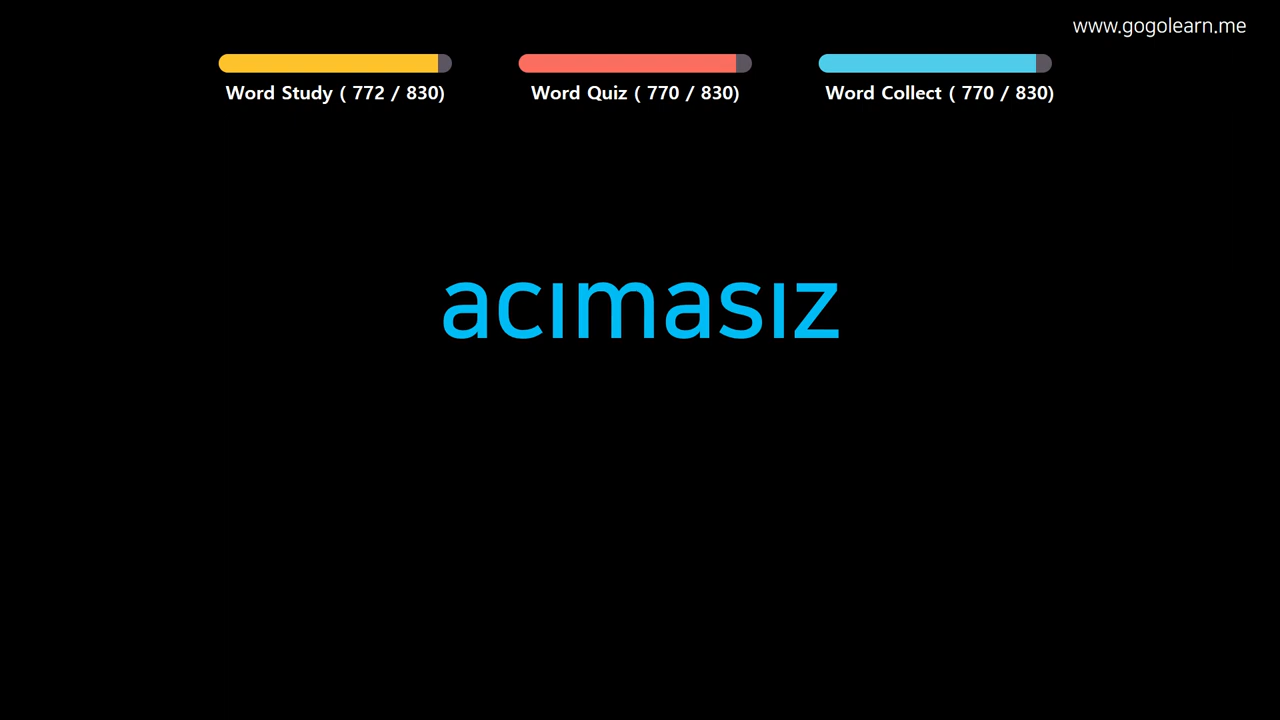 www.gogolearn.me
Word Study ( 772 / 830)
Word Quiz ( 770 / 830)
Word Collect ( 770 / 830)
acımasız